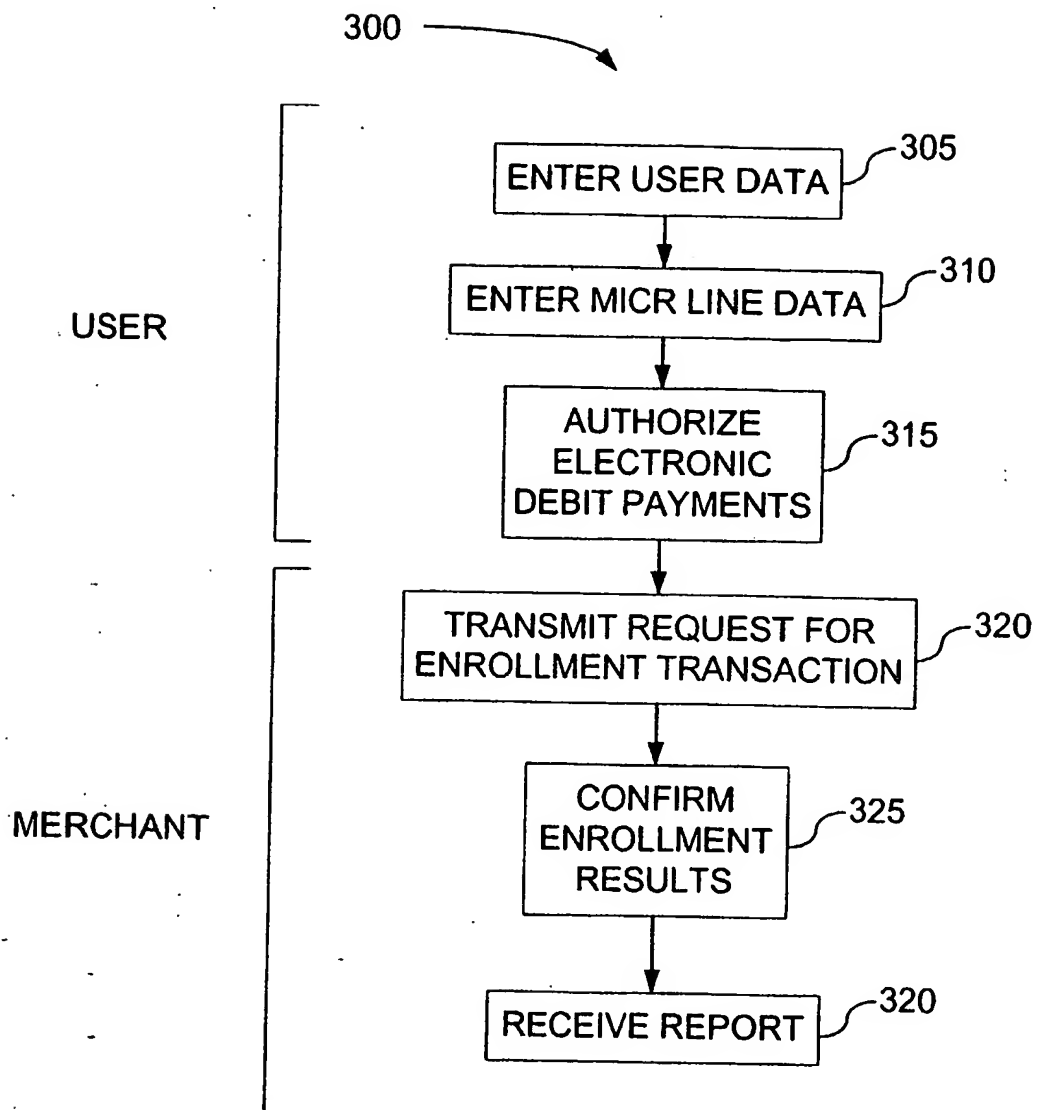 300
ENTER USER DATA
305
ENTER MICR LINE DATA
310
USER
AUTHORIZE
ELECTRONIC
DEBIT PAYMENTS
315
TRANSMIT REQUEST FOR
ENROLLMENT TRANSACTION
320
MERCHANT
CONFIRM
ENROLLMENT
RESULTS
325
RECEIVE REPORT
320